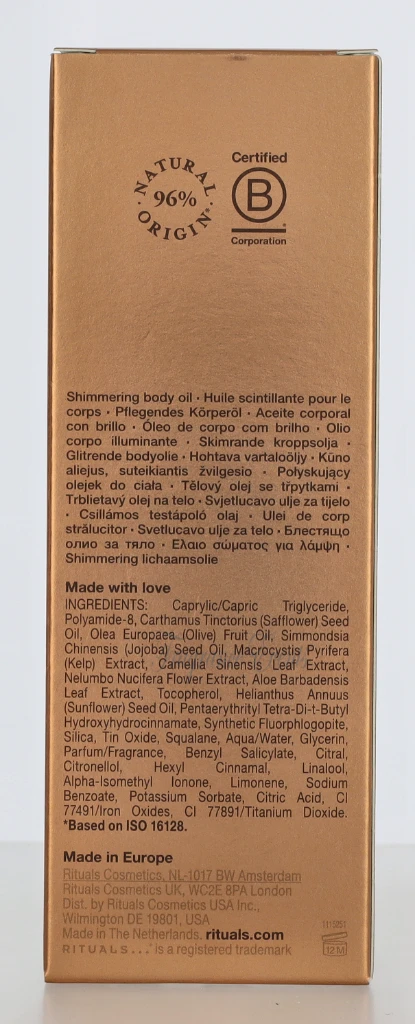 NATURAL
96%
ORIGIN*
Certified
B
Corporation
Shimmering body oil · Huile scintillante pour le
corps · Pflegendes Körperöl · Aceite corporal
con brillo · Óleo de corpo com brilho · Olio
corpo illuminante · Skimrande kroppsolja ·
Glitrende bodyolie · Hohtava vartaloöljy · Kūno
aliejus, suteikiantis žvilgesio · Połyskujący
olejek do ciała · Tělový olej se třpytkami ·
Trblietavý olej na telo · Svjetlucavo ulje za tijelo
· Csillámos testápoló olaj · Ulei de corp
strălucitor · Svetlucavo ulje za telo · Блестящо
олио за тяло · Ελαιο σώματος για λάμψη ·
Shimmering lichaamsolie
Made with love
INGREDIENTS: Caprylic/Capric Triglyceride,
Polyamide-8, Carthamus Tinctorius (Safflower) Seed
Oil, Olea Europaea (Olive) Fruit Oil, Simmondsia
Chinensis (Jojoba) Seed Oil, Macrocystis Pyrifera
(Kelp) Extract, Camellia Sinensis Leaf Extract,
Nelumbo Nucifera Flower Extract, Aloe Barbadensis
Leaf Extract, Tocopherol, Helianthus Annuus
(Sunflower) Seed Oil, Pentaerythrityl Tetra-Di-t-Butyl
Hydroxyhydrocinnamate, Synthetic Fluorphlogopite,
Silica, Tin Oxide, Squalane, Aqua/Water, Glycerin,
Parfum/Fragrance, Benzyl Salicylate, Citral,
Citronellol, Hexyl Cinnamal, Linalool,
Alpha-Isomethyl Ionone, Limonene, Sodium
Benzoate, Potassium Sorbate, Citric Acid, CI
77491/Iron Oxides, CI 77891/Titanium Dioxide.
*Based on ISO 16128.
Made in Europe
Rituals Cosmetics, NL-1017 BW Amsterdam
Rituals Cosmetics UK, WC2E 8PA London
Dist. by Rituals Cosmetics USA Inc.,
Wilmington DE 19801, USA
Made in The Netherlands. rituals.com
RITUALS...® is a registered trademark
12M